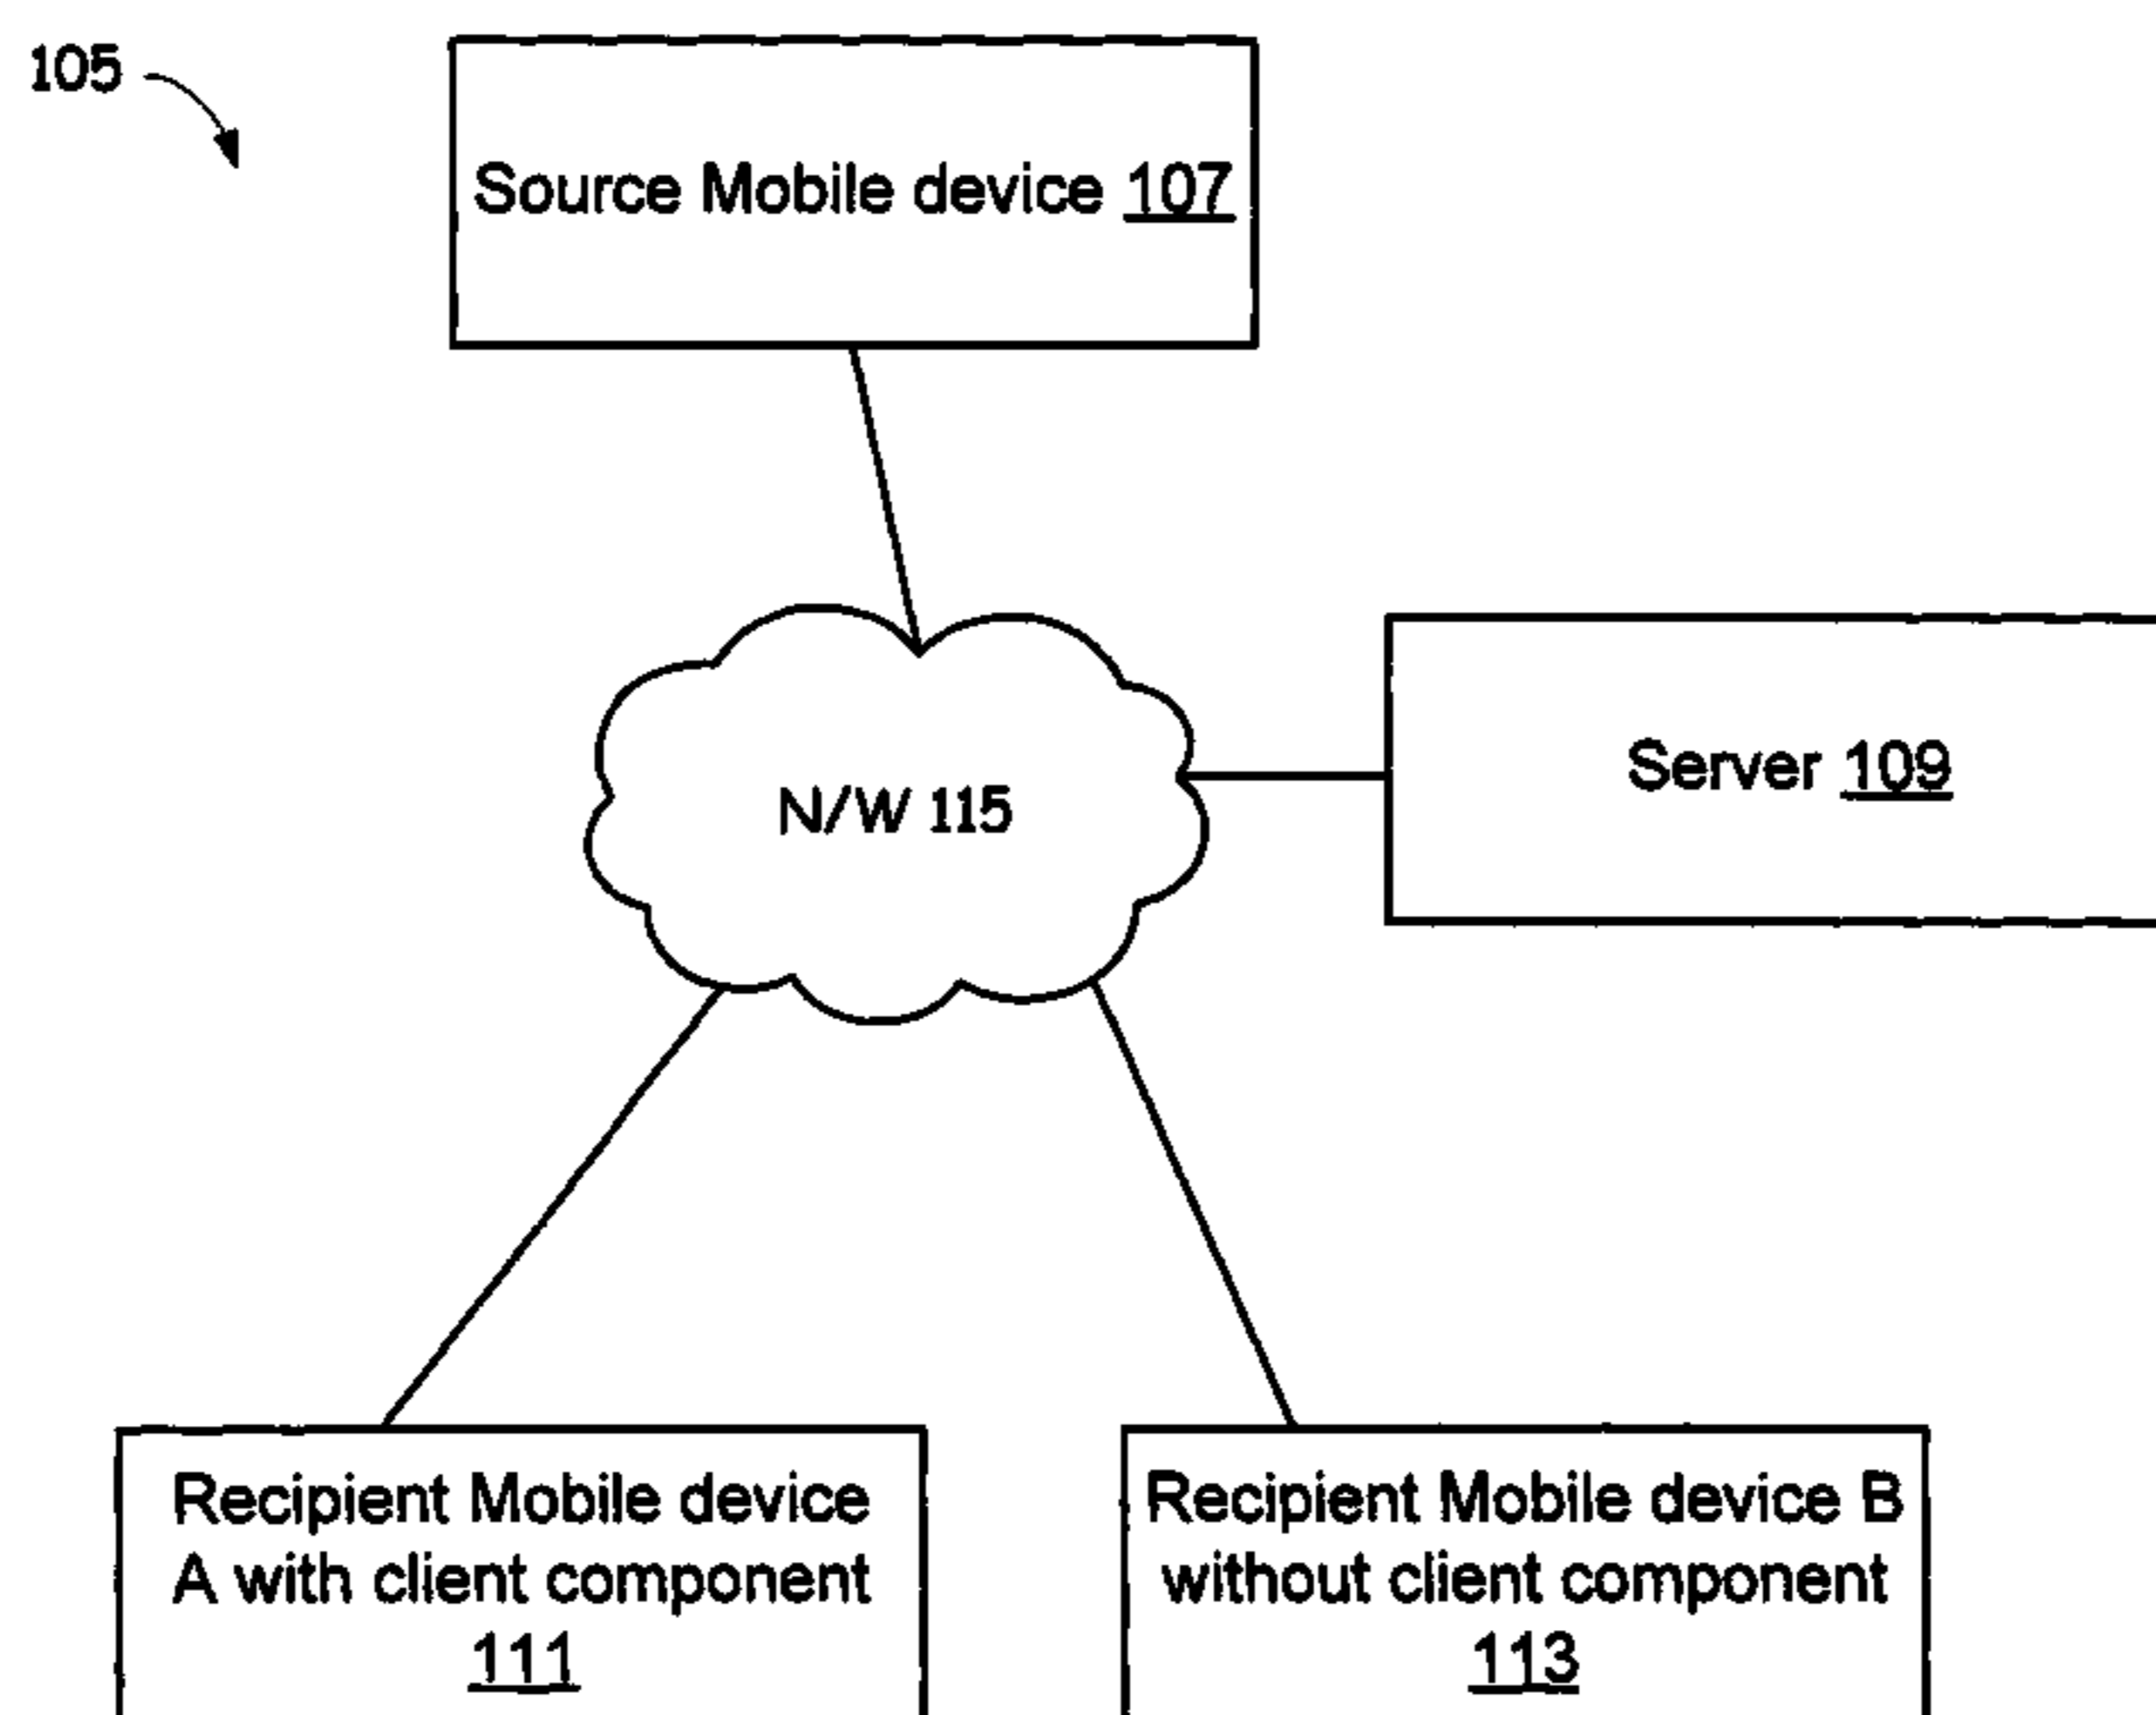 105
Source Mobile device 107
N/W 115
Server 109
Recipient Mobile device
A with client component
111
Recipient Mobile device B
without client component
113